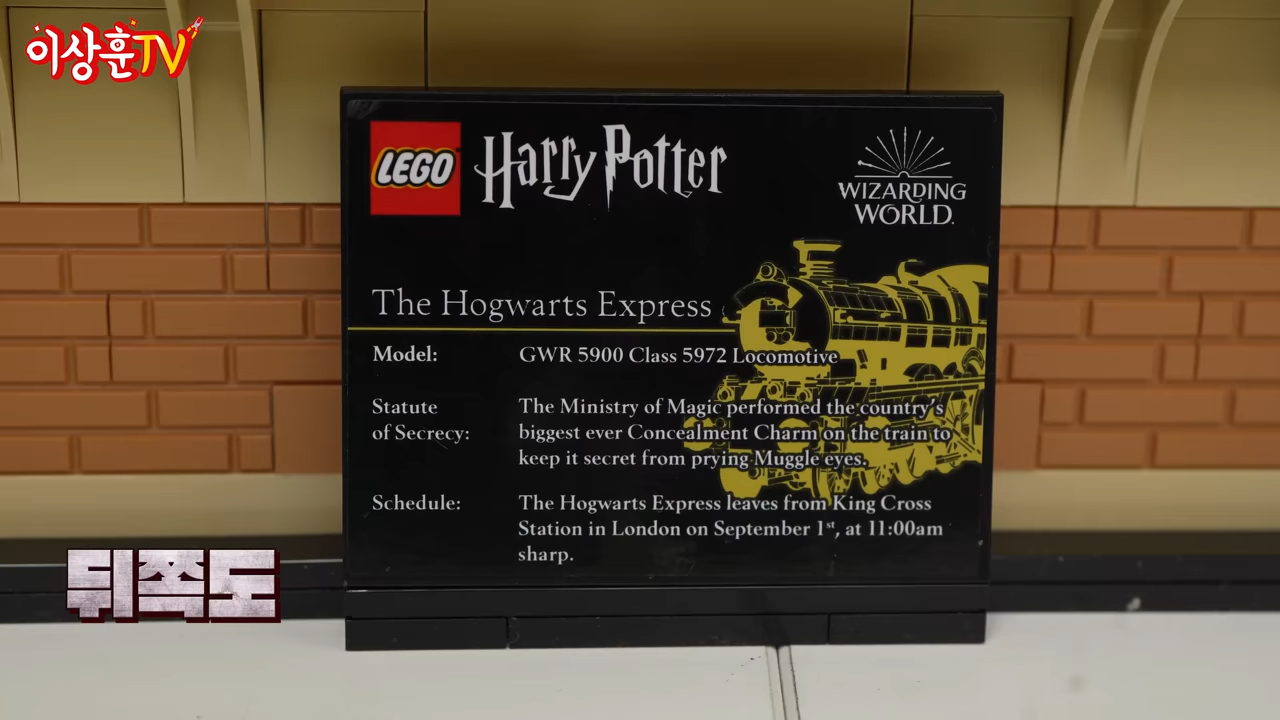 이상훈TV
LEGO
Harry Potter
WIZARDING
WORLD.
The Hogwarts Express
Model: GWR 5900 Class 5972 Locomotive
Statute of Secrecy: The Ministry of Magic performed the country's
biggest ever Concealment Charm on the train to
keep it secret from prying Muggle eyes.
Schedule: The Hogwarts Express leaves from King Cross
Station in London on September 1st, at 11:00am
sharp.
뒤쪽도